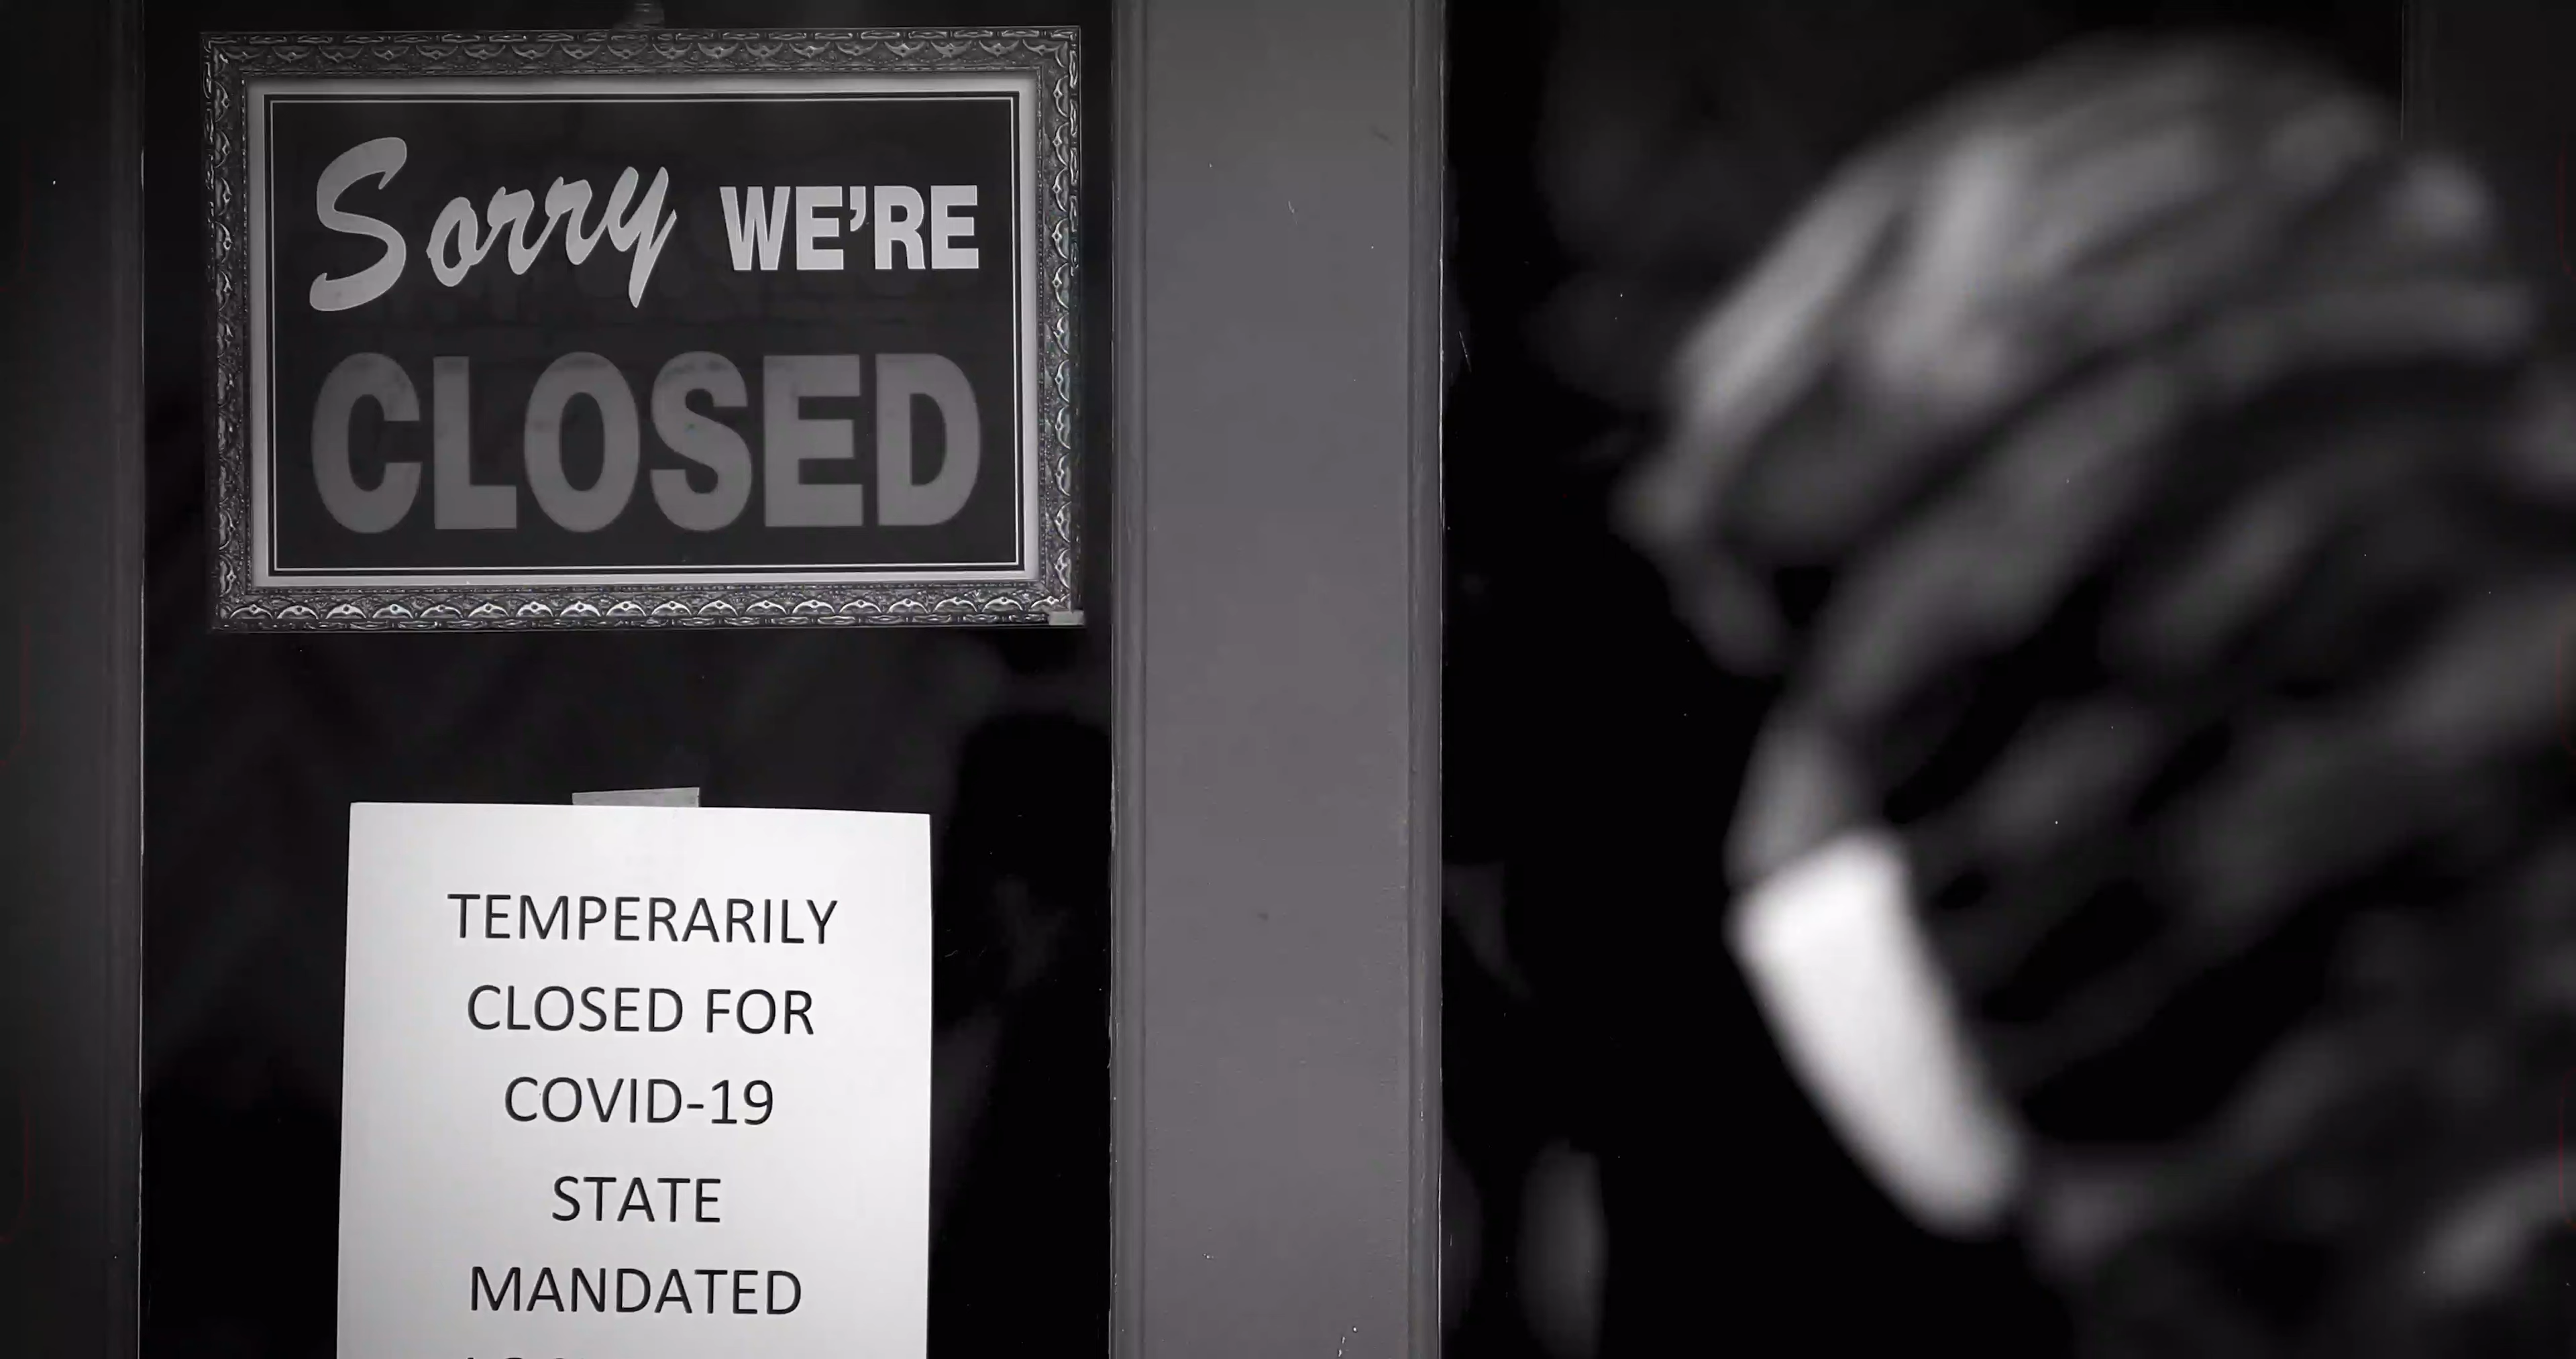 Sorry WE'RE
CLOSED
TEMPERARILY
CLOSED FOR
COVID-19
STATE
MANDATED